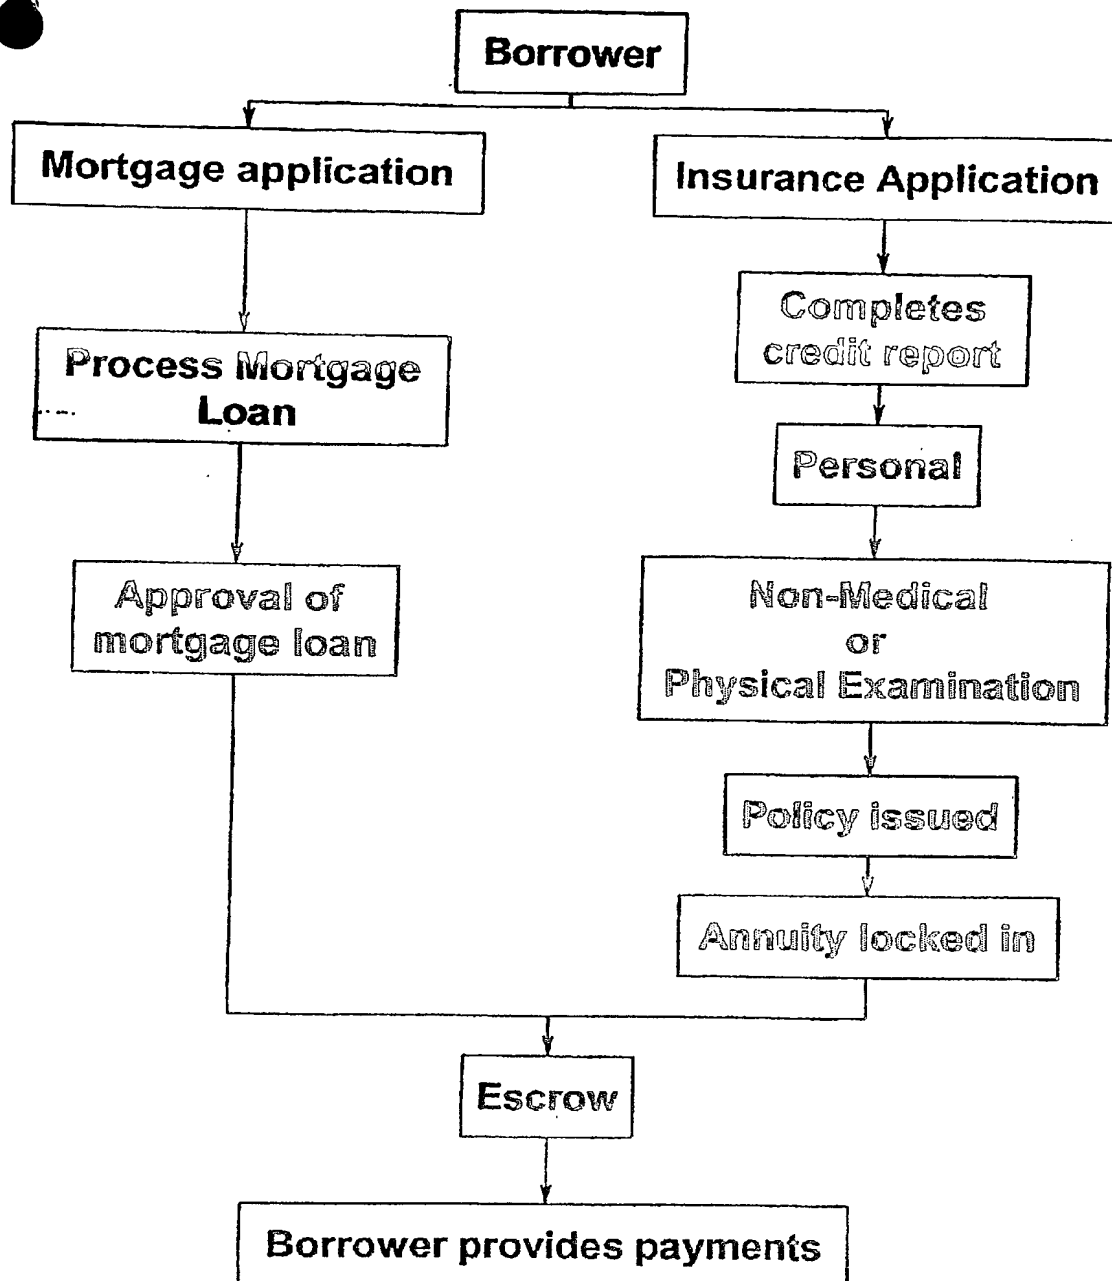 Borrower
Mortgage application
Process Mortgage
Loan
Approval of
mortgage loan
Insurance Application
Completes
credit report
Personal
Non-Medical
or
Physical Examination
Policy issued
Annuity locked in
Escrow
Borrower provides payments